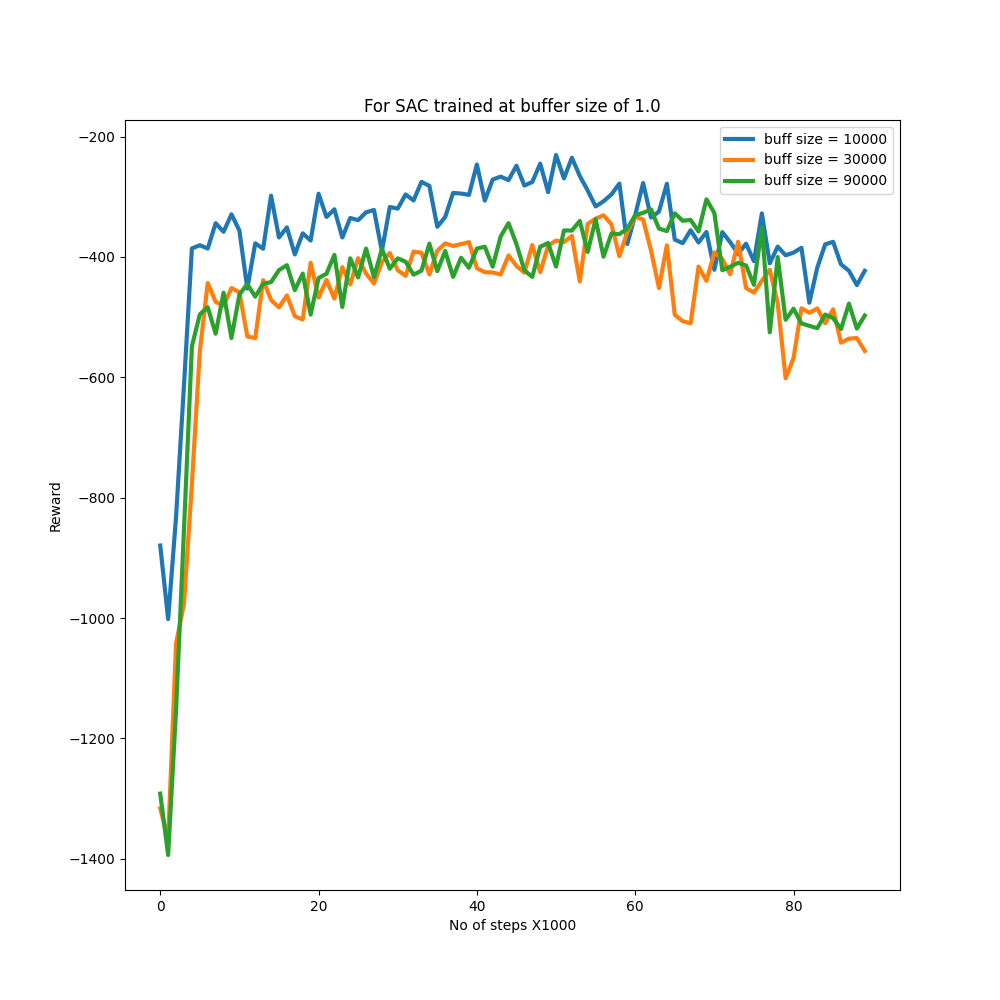 For SAC trained at buffer size of 1.0
buff size = 10000
buff size = 30000
buff size = 90000
−200
−400
−600
−800
−1000
−1200
−1400
Reward
0 20 40 60 80
No of steps X1000